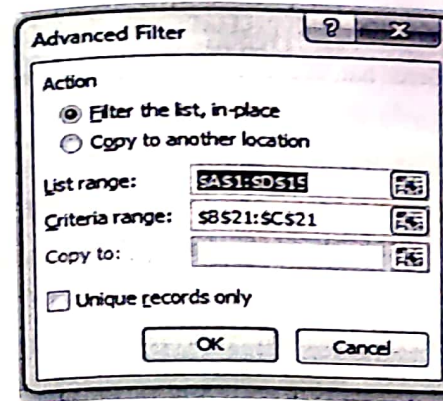 Advanced Filter
Action
Filter the list, in-place
Copy to another location
List range: $A$1:$D$15
Criteria range: $B$21:$C$21
Copy to:
Unique records only
OK Cancel